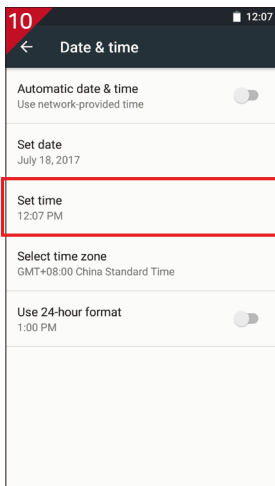 10
12:07
Date & time
Automatic date & time
Use network-provided time
Set date
July 18, 2017
Set time
12:07 PM
Select time zone
GMT+08:00 China Standard Time
Use 24-hour format
1:00 PM